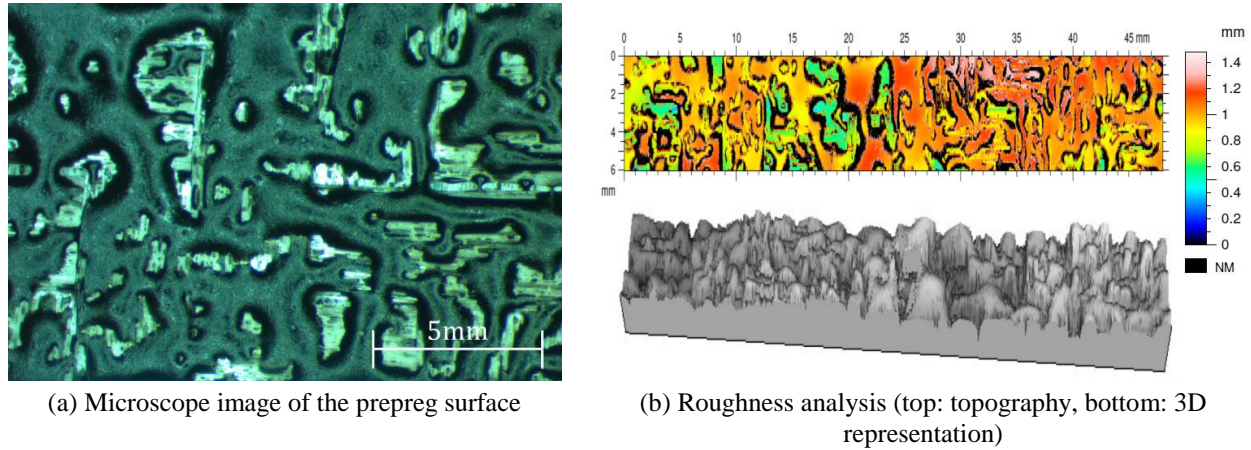 5mm
(a) Microscope image of the prepreg surface
0 5 10 15 20 25 30 35 40 45 mm
mm
0
2
4
6
mm
1.4
1.2
1
0.8
0.6
0.4
0.2
0
NM
(b) Roughness analysis (top: topography, bottom: 3D
representation)